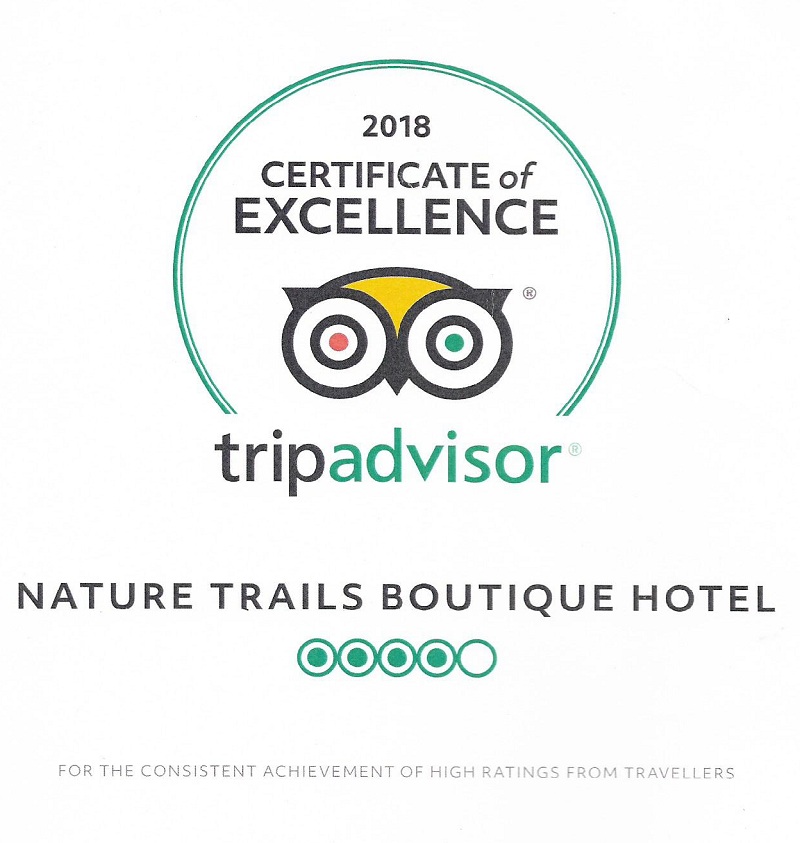 2018
CERTIFICATE of
EXCELLENCE
®
tripadvisor®
NATURE TRAILS BOUTIQUE HOTEL
FOR THE CONSISTENT ACHIEVEMENT OF HIGH RATINGS FROM TRAVELLERS